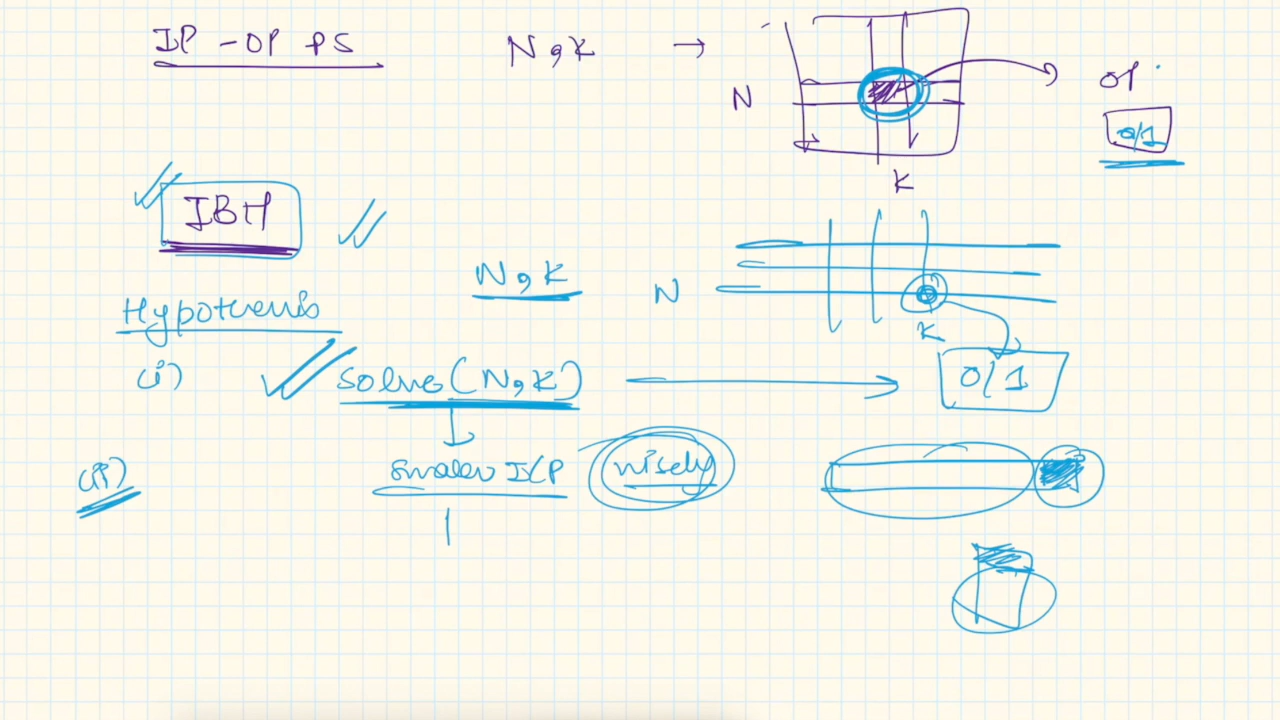 IP - OP PS
N, K → 
OP
N
0/1
K
IBH
N, K
N
Hypothesis
K
(i) solve(N, K) → 0/1
(ii) Smaller I/P wisely